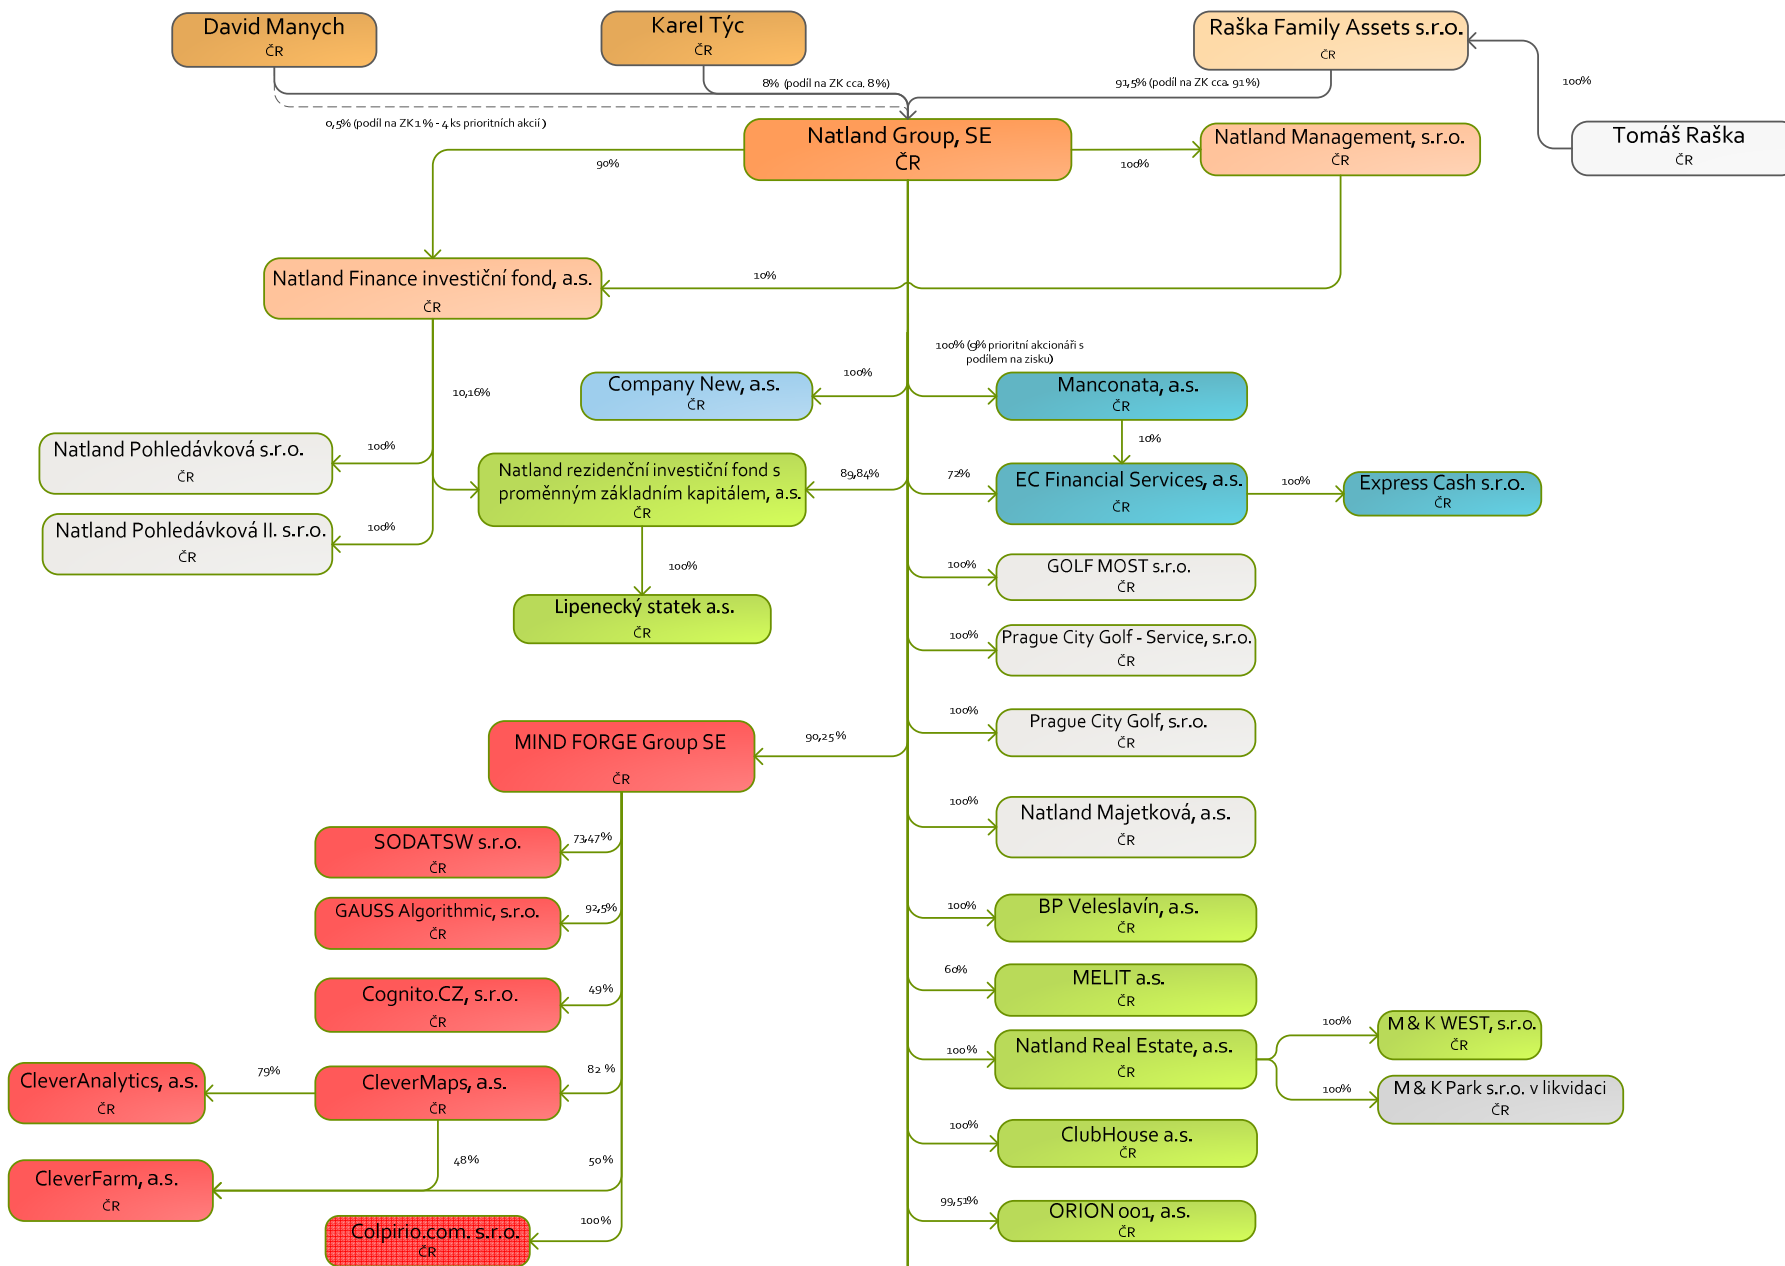 David Manych
ČR
Karel Týc
ČR
Raška Family Assets s.r.o.
ČR
8% (podíl na ZK cca. 8%)
91,5% (podíl na ZK cca. 91%)
100%
0,5% (podíl na ZK 1% - 4 ks prioritních akcií )
Natland Group, SE
ČR
Natland Management, s.r.o.
ČR
Tomáš Raška
ČR
90%
100%
Natland Finance investiční fond, a.s.
ČR
10%
100% (9% prioritní akcionáři s
podílem na zisku)
Company New, a.s.
ČR
100%
Manconata, a.s.
ČR
10,16%
10%
Natland Pohledávková s.r.o.
ČR
100%
Natland rezidenční investiční fond s
proměnným základním kapitálem, a.s.
ČR
89,84%
72%
EC Financial Services, a.s.
ČR
100%
Express Cash s.r.o.
ČR
Natland Pohledávková II. s.r.o.
ČR
100%
100%
Lipenecký statek a.s.
ČR
100%
GOLF MOST s.r.o.
ČR
100%
Prague City Golf - Service, s.r.o.
ČR
100%
Prague City Golf, s.r.o.
ČR
MIND FORGE Group SE
ČR
90,25%
100%
Natland Majetková, a.s.
ČR
SODATSW s.r.o.
ČR
73,47%
GAUSS Algorithmic, s.r.o.
ČR
92,5%
100%
BP Veleslavín, a.s.
ČR
Cognito.CZ, s.r.o.
ČR
49%
60%
MELIT a.s.
ČR
100%
Natland Real Estate, a.s.
ČR
100%
M & K WEST, s.r.o.
ČR
100%
M & K Park s.r.o. v likvidaci
ČR
CleverAnalytics, a.s.
ČR
79%
CleverMaps, a.s.
ČR
82 %
100%
ClubHouse a.s.
ČR
CleverFarm, a.s.
ČR
48%
50%
99,51%
ORION 001, a.s.
ČR
Colpirio.com. s.r.o.
ČR
100%